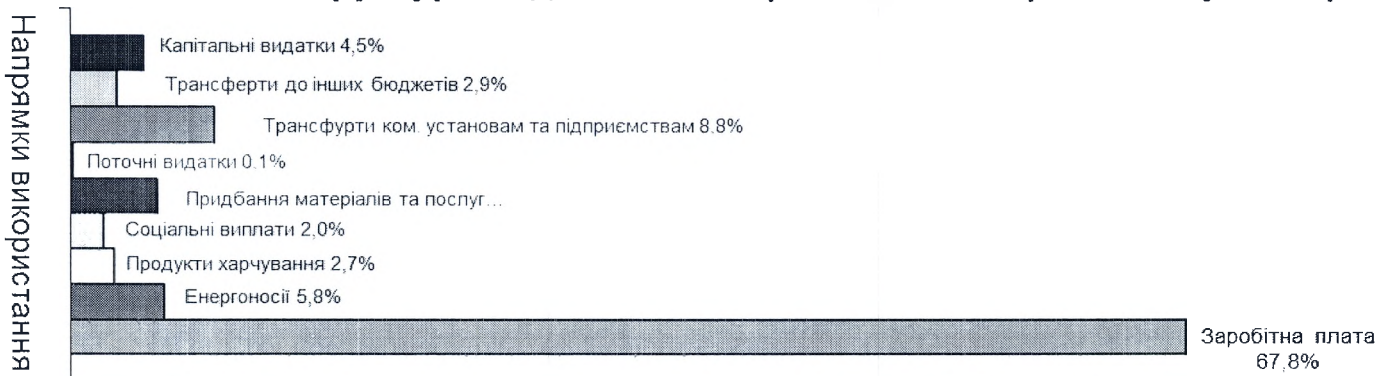 Напрямки використання
Капітальні видатки 4,5%
Трансферти до інших бюджетів 2,9%
Трансфурти ком. установам та підприємствам 8.8%
Поточні видатки 0.1%
Придбання матеріалів та послуг...
Соціальні виплати 2,0%
Продукти харчування 2,7%
Енергоносії 5,8%
Заробітна плата
67,8%